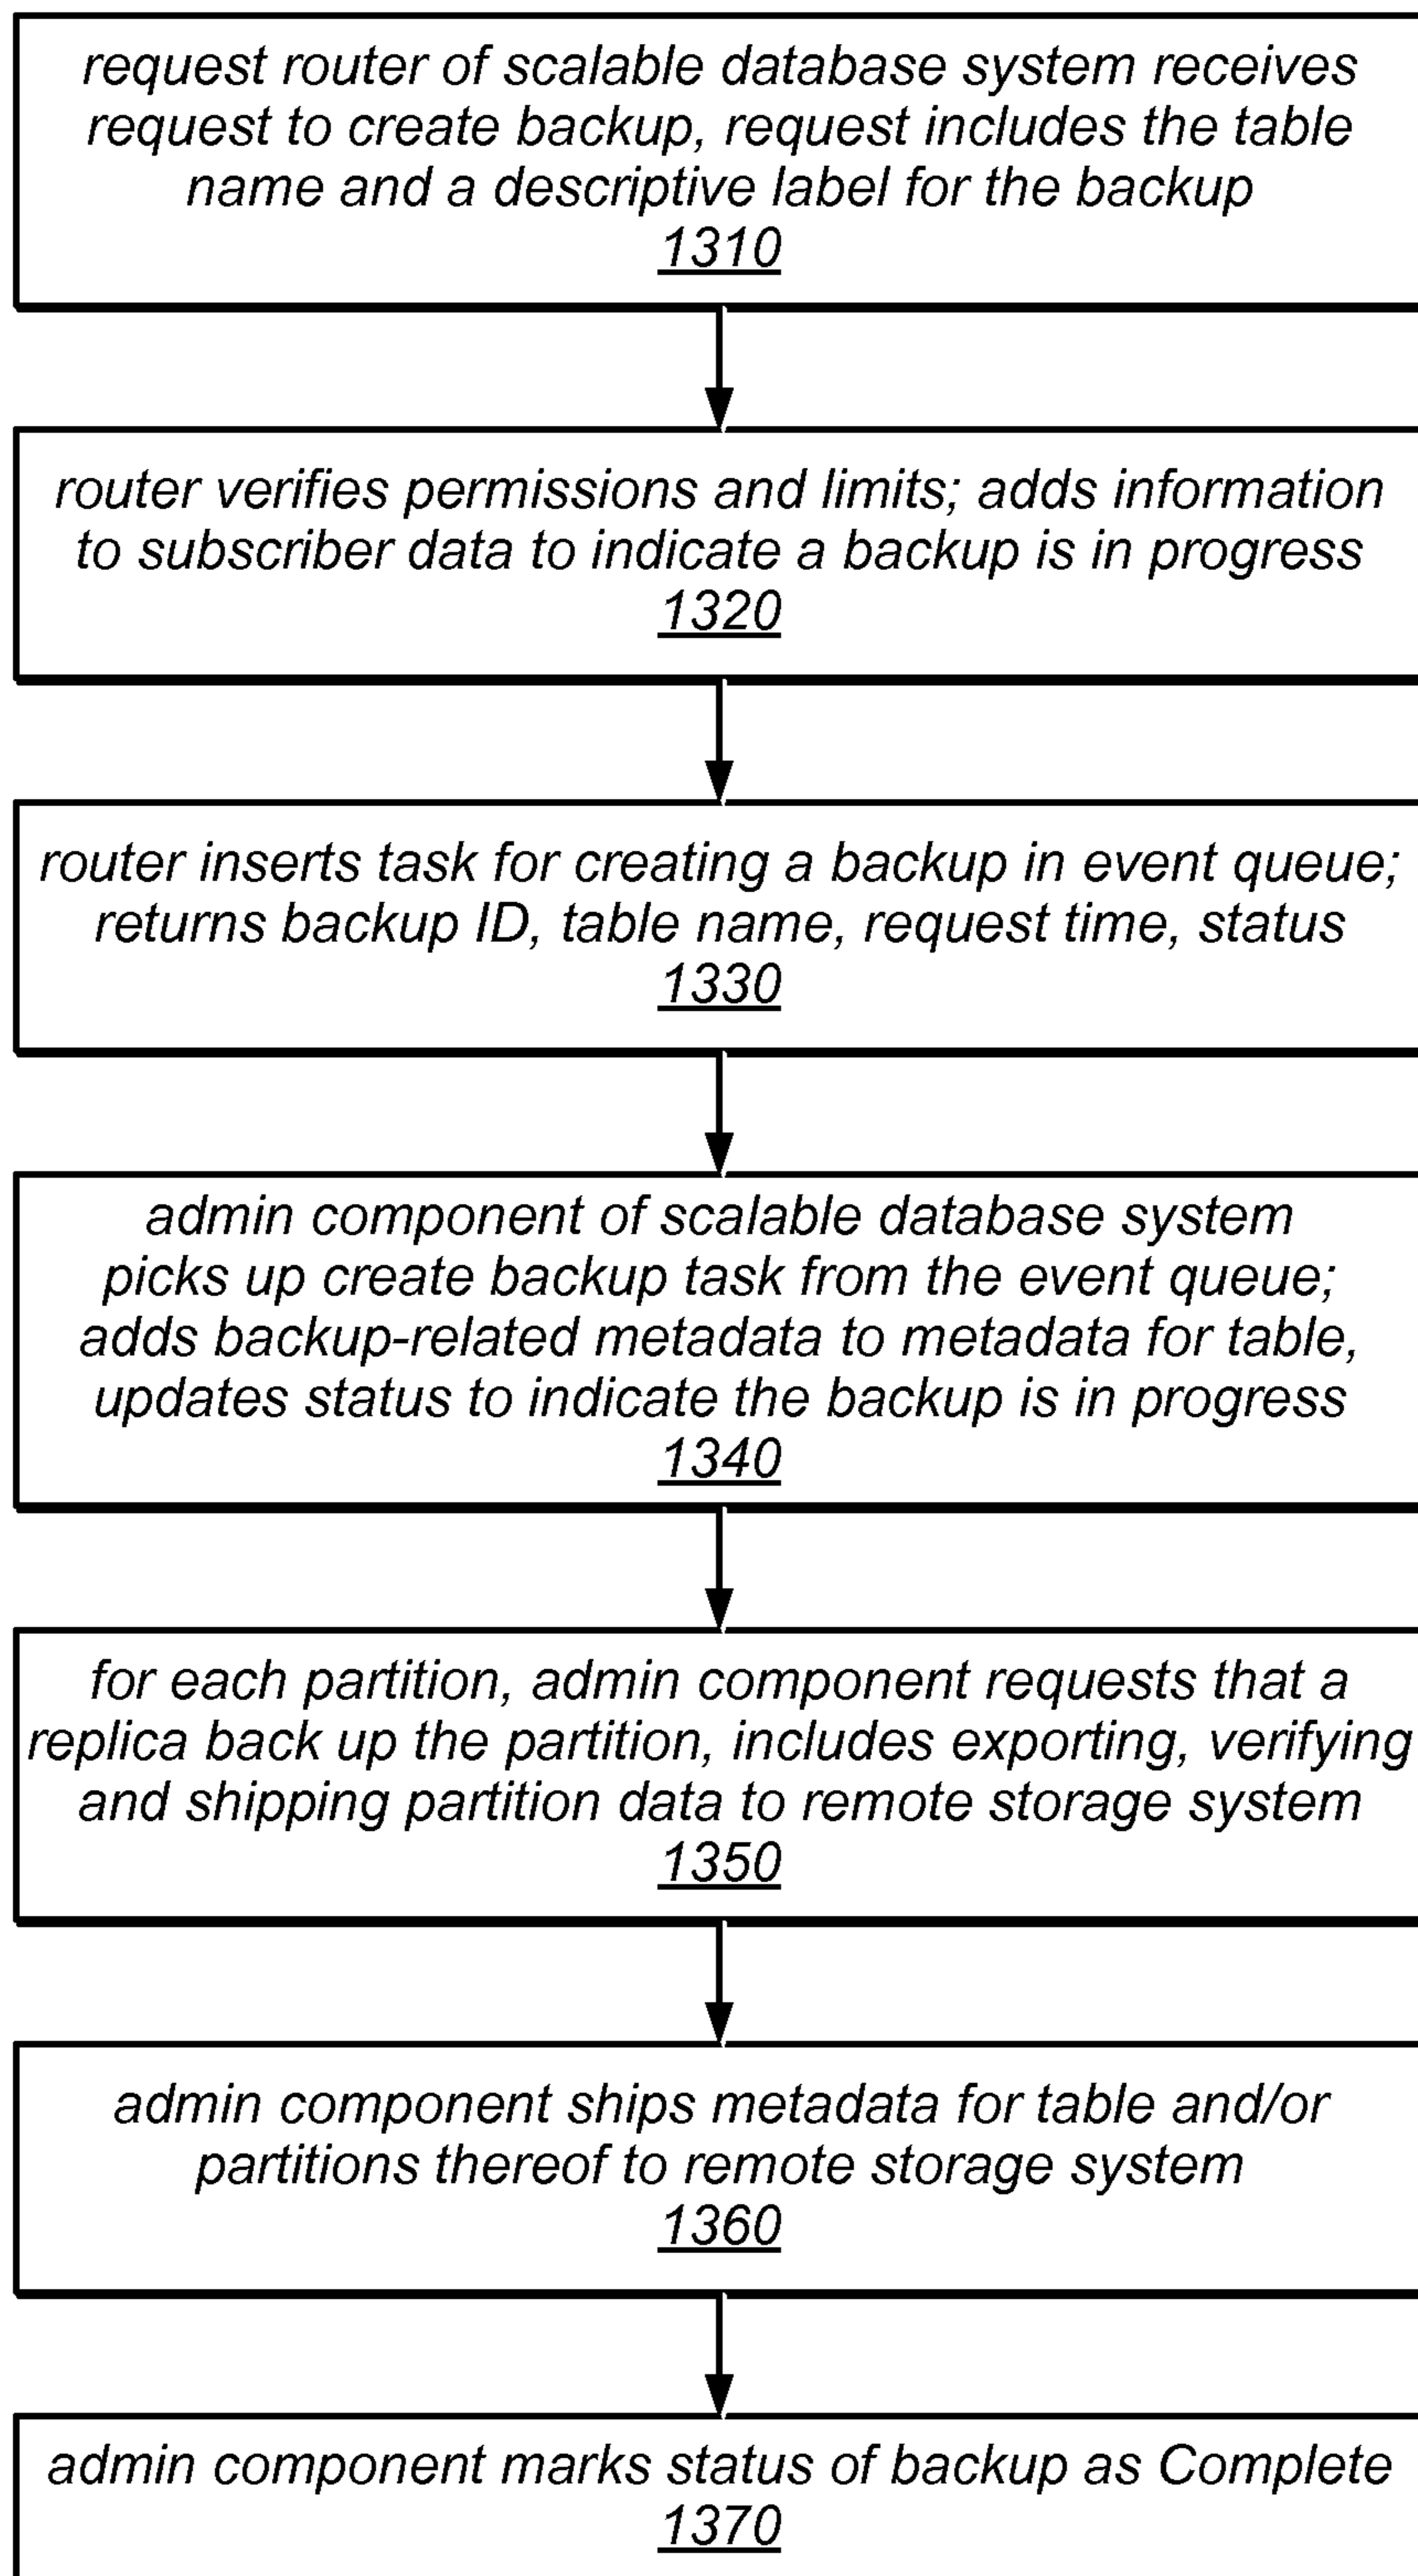 request router of scalable database system receives
request to create backup, request includes the table
name and a descriptive label for the backup
1310
router verifies permissions and limits; adds information
to subscriber data to indicate a backup is in progress
1320
router inserts task for creating a backup in event queue;
returns backup ID, table name, request time, status
1330
admin component of scalable database system
picks up create backup task from the event queue;
adds backup-related metadata to metadata for table,
updates status to indicate the backup is in progress
1340
for each partition, admin component requests that a
replica back up the partition, includes exporting, verifying
and shipping partition data to remote storage system
1350
admin component ships metadata for table and/or
partitions thereof to remote storage system
1360
admin component marks status of backup as Complete
1370